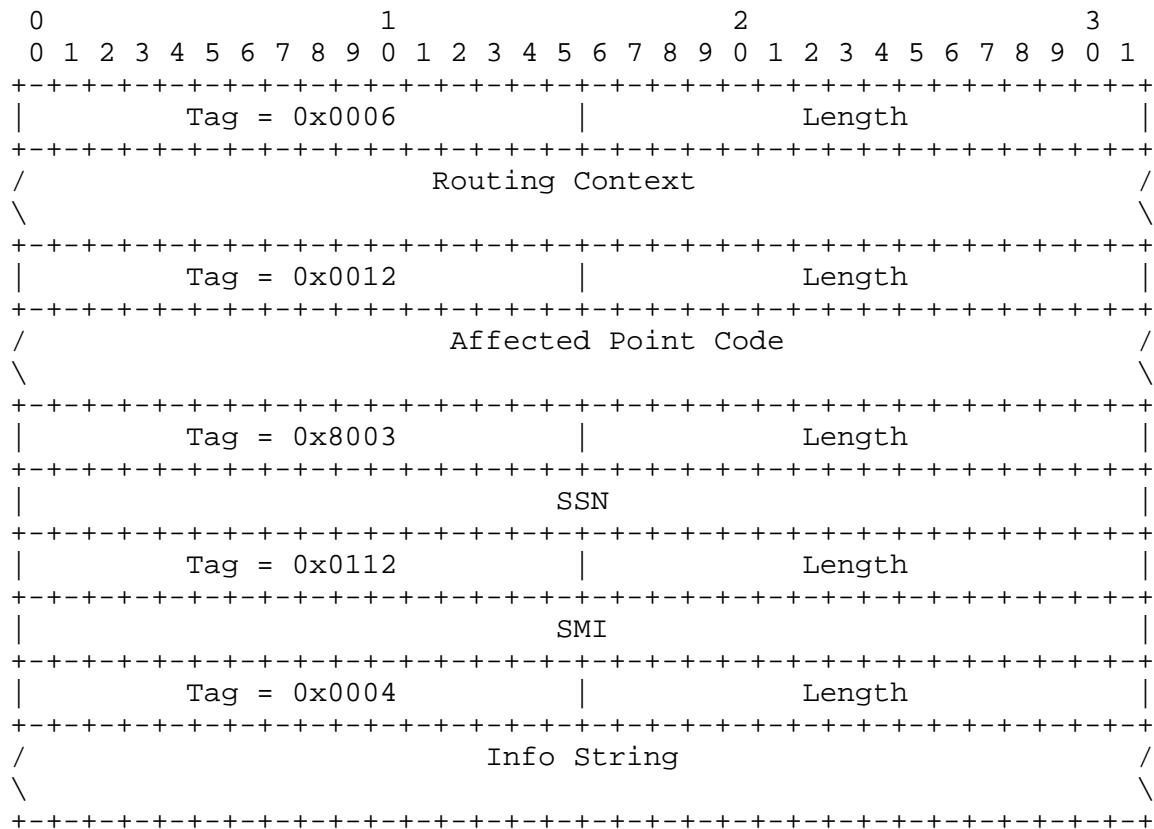 0                   1                   2                   3
 0 1 2 3 4 5 6 7 8 9 0 1 2 3 4 5 6 7 8 9 0 1 2 3 4 5 6 7 8 9 0 1
+-+-+-+-+-+-+-+-+-+-+-+-+-+-+-+-+-+-+-+-+-+-+-+-+-+-+-+-+-+-+-+-+
|         Tag = 0x0006          |            Length             |
+-+-+-+-+-+-+-+-+-+-+-+-+-+-+-+-+-+-+-+-+-+-+-+-+-+-+-+-+-+-+-+-+
/                       Routing Context                         /
\                                                               \
+-+-+-+-+-+-+-+-+-+-+-+-+-+-+-+-+-+-+-+-+-+-+-+-+-+-+-+-+-+-+-+-+
|         Tag = 0x0012          |            Length             |
+-+-+-+-+-+-+-+-+-+-+-+-+-+-+-+-+-+-+-+-+-+-+-+-+-+-+-+-+-+-+-+-+
/                        Affected Point Code                    /
\                                                               \
+-+-+-+-+-+-+-+-+-+-+-+-+-+-+-+-+-+-+-+-+-+-+-+-+-+-+-+-+-+-+-+-+
|         Tag = 0x8003          |            Length             |
+-+-+-+-+-+-+-+-+-+-+-+-+-+-+-+-+-+-+-+-+-+-+-+-+-+-+-+-+-+-+-+-+
|                              SSN                              |
+-+-+-+-+-+-+-+-+-+-+-+-+-+-+-+-+-+-+-+-+-+-+-+-+-+-+-+-+-+-+-+-+
|         Tag = 0x0112          |            Length             |
+-+-+-+-+-+-+-+-+-+-+-+-+-+-+-+-+-+-+-+-+-+-+-+-+-+-+-+-+-+-+-+-+
|                              SMI                              |
+-+-+-+-+-+-+-+-+-+-+-+-+-+-+-+-+-+-+-+-+-+-+-+-+-+-+-+-+-+-+-+-+
|         Tag = 0x0004          |            Length             |
+-+-+-+-+-+-+-+-+-+-+-+-+-+-+-+-+-+-+-+-+-+-+-+-+-+-+-+-+-+-+-+-+
/                          Info String                          /
\                                                               \
+-+-+-+-+-+-+-+-+-+-+-+-+-+-+-+-+-+-+-+-+-+-+-+-+-+-+-+-+-+-+-+-+